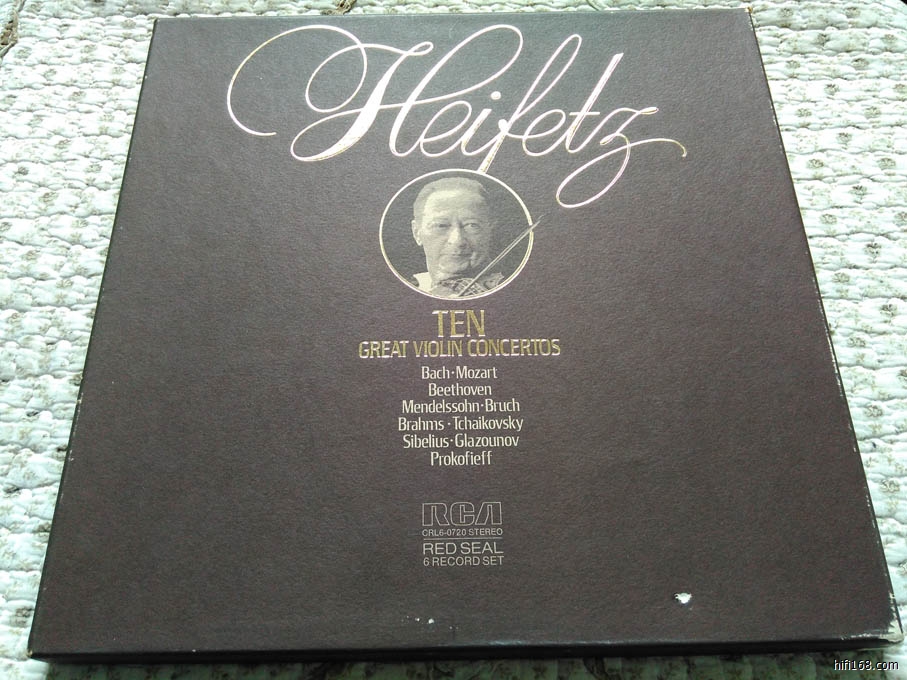 Heifetz
TEN
GREAT VIOLIN CONCERTOS
Bach·Mozart
Beethoven
Mendelssohn·Bruch
Brahms·Tchaikovsky
Sibelius·Glazounov
Prokofieff
RCA
CRL6-0720 STEREO
RED SEAL
6 RECORD SET
hifi168.com